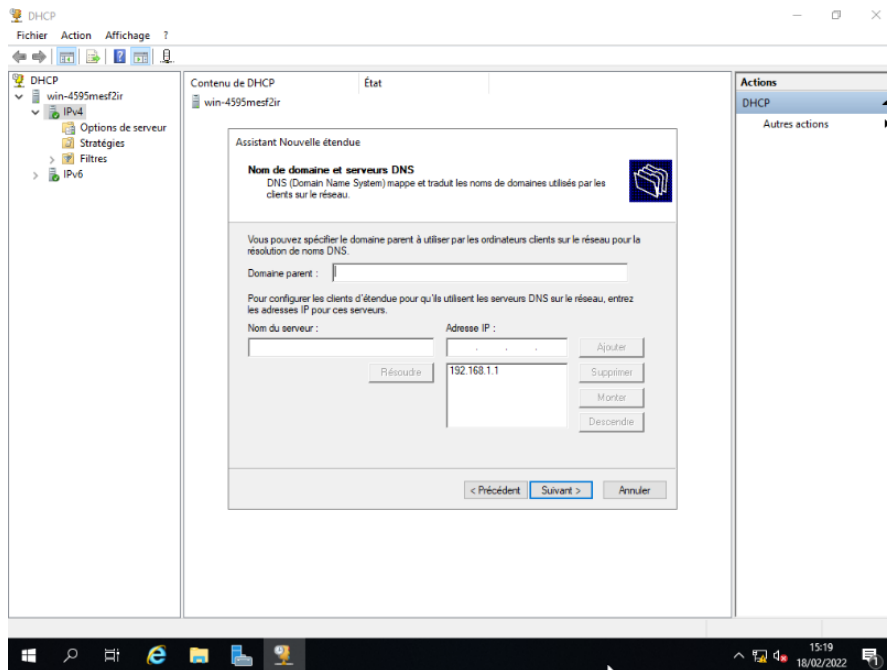 DHCP
Fichier Action Affichage ?
DHCP
win-4595mesf2ir
IPv4
Options de serveur
Stratégies
Filtres
IPv6
Contenu de DHCP État
win-4595mesf2ir
Assistant Nouvelle étendue
Nom de domaine et serveurs DNS
DNS (Domain Name System) mappe et traduit les noms de domaines utilisés par les
clients sur le réseau.
Vous pouvez spécifier le domaine parent à utiliser par les ordinateurs clients sur le réseau pour la
résolution de noms DNS.
Domaine parent :
Pour configurer les clients d'étendue pour qu'ils utilisent les serveurs DNS sur le réseau, entrez
les adresses IP pour ces serveurs.
Nom du serveur : Adresse IP :
Ajouter
Résoudre 192.168.1.1 Supprimer
Monter
Descendre
< Précédent Suivant > Annuler
Actions
DHCP
Autres actions
15:19
18/02/2022
1